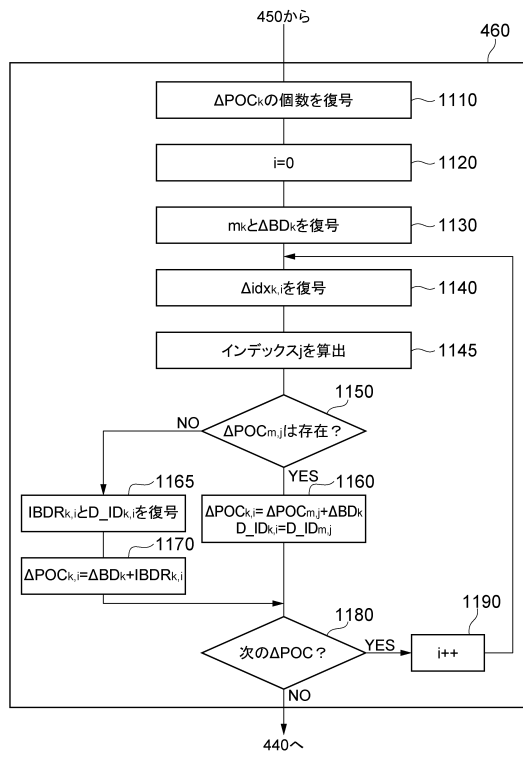 450から
460
ΔPOCkの個数を復号
1110
i=0
1120
mkとΔBDkを復号
1130
Δidxk,iを復号
1140
インデックスjを算出
1145
1150
ΔPOCm,jは存在？
NO
YES
1165
IBDRk,iとD_IDk,iを復号
1160
ΔPOCk,i= ΔPOCm,j+ΔBDk
D_IDk,i=D_IDm,j
1170
ΔPOCk,i=ΔBDk+IBDRk,i
1180
次のΔPOC？
YES
1190
i++
NO
440へ